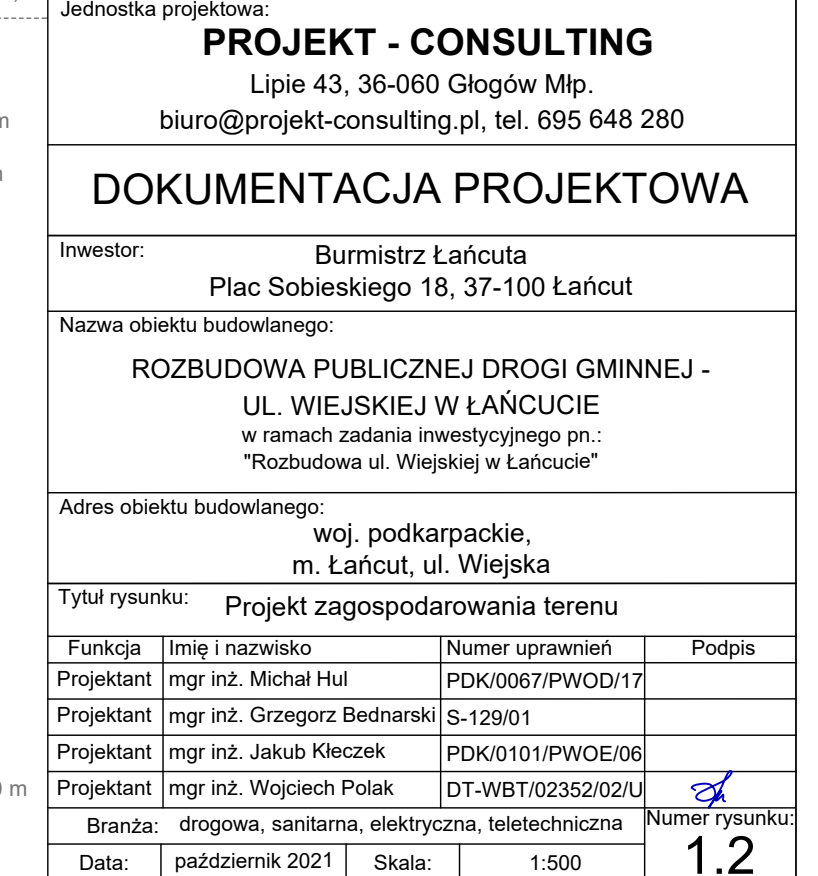 Jednostka projektowa:
PROJEKT - CONSULTING
Lipie 43, 36-060 Głogów Młp.
biuro@projekt-consulting.pl, tel. 695 648 280
DOKUMENTACJA PROJEKTOWA
Inwestor:
Burmistrz Łańcuta
Plac Sobieskiego 18, 37-100 Łańcut
Nazwa obiektu budowlanego:
ROZBUDOWA PUBLICZNEJ DROGI GMINNEJ -
UL. WIEJSKIEJ W ŁAŃCUCIE
w ramach zadania inwestycyjnego pn.:
"Rozbudowa ul. Wiejskiej w Łańcucie"
Adres obiektu budowlanego:
woj. podkarpackie,
m. Łańcut, ul. Wiejska
Tytuł rysunku: Projekt zagospodarowania terenu
Funkcja Imię i nazwisko Numer uprawnień Podpis
Projektant mgr inż. Michał Hul PDK/0067/PWOD/17
Projektant mgr inż. Grzegorz Bednarski S-129/01
Projektant mgr inż. Jakub Kłeczek PDK/0101/PWOE/06
m Projektant mgr inż. Wojciech Polak DT-WBT/02352/02/U
Branża: drogowa, sanitarna, elektryczna, teletechniczna Numer rysunku:
Data: październik 2021 Skala: 1:500 1.2